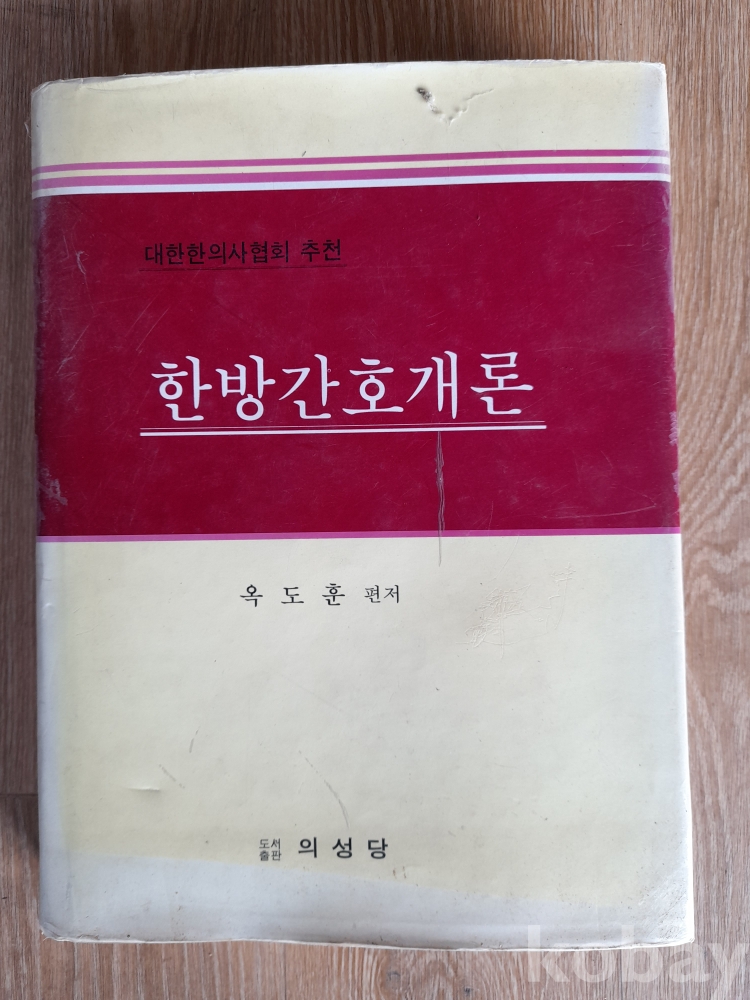 대한한의사협회 추천
한방간호개론
옥도훈 편저
도서출판 의성당
kobay